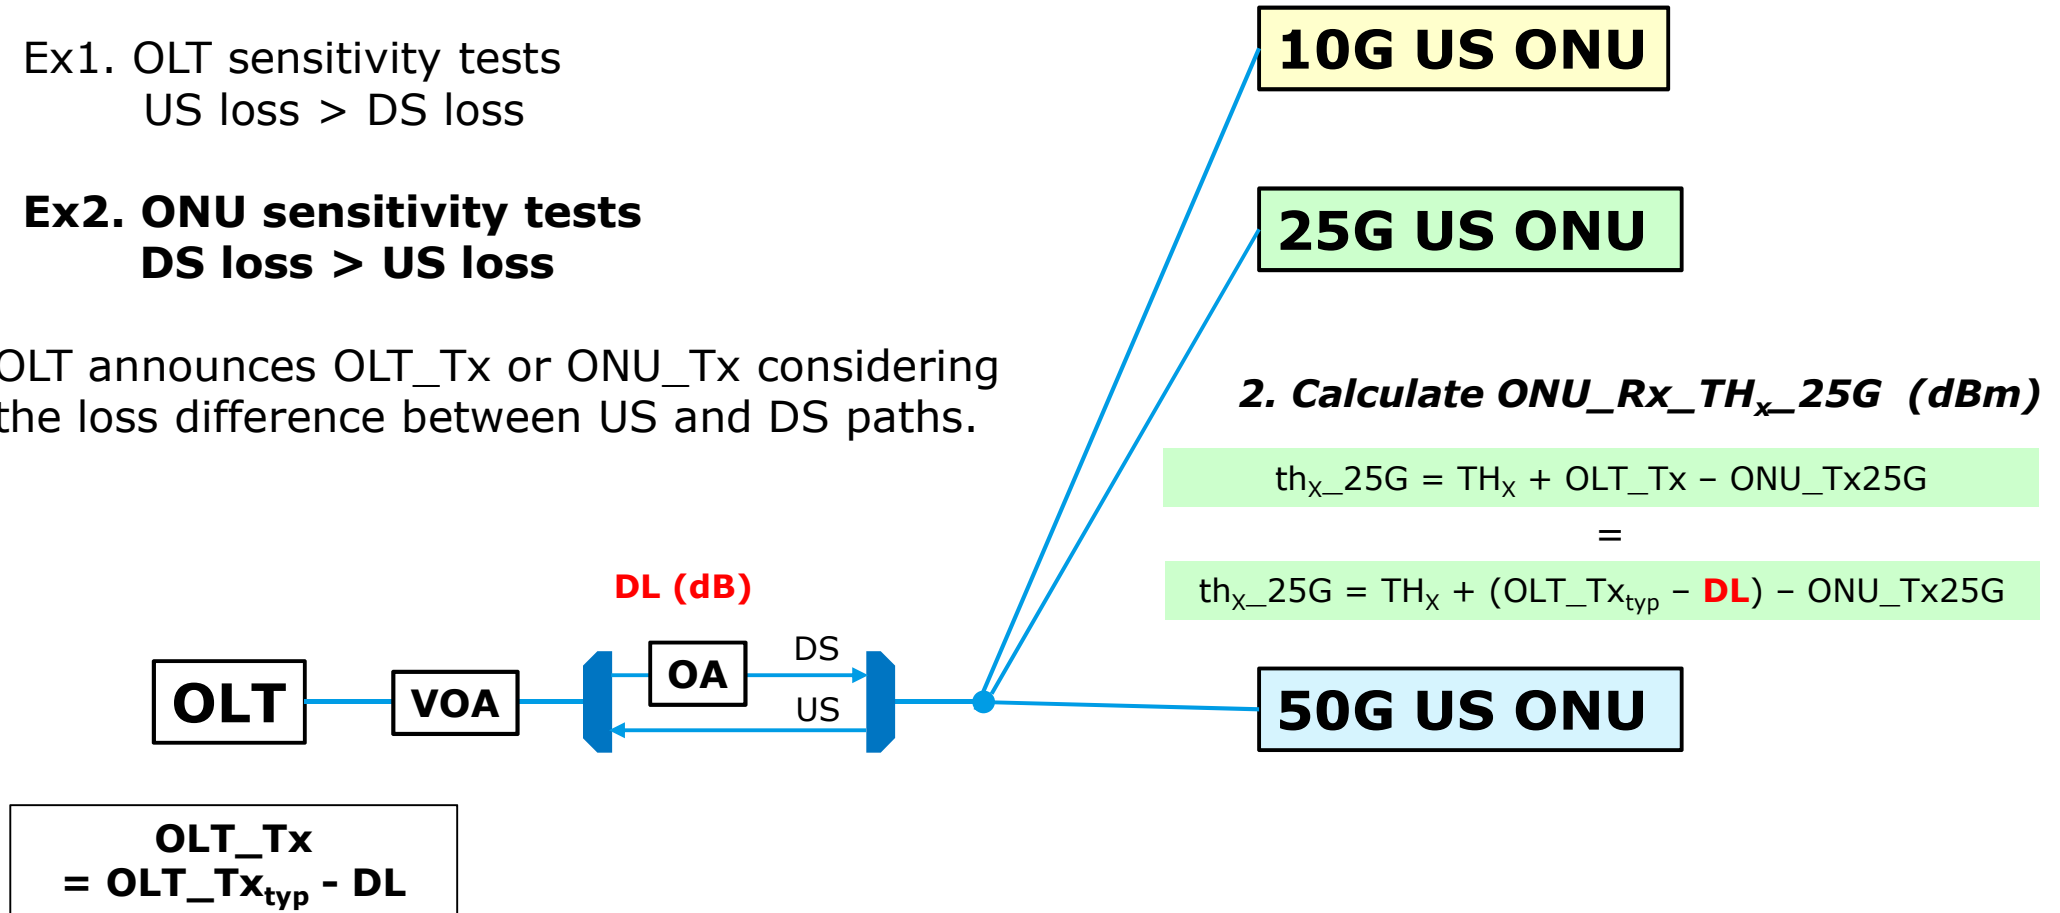 Ex1. OLT sensitivity tests
US loss > DS loss
Ex2. ONU sensitivity tests
DS loss > US loss
OLT announces OLT_Tx or ONU_Tx considering
the loss difference between US and DS paths.
10G US ONU
25G US ONU
2. Calculate ONU_Rx_THx_25G (dBm)
thX_25G = THX + OLT_Tx – ONU_Tx25G
=
thX_25G = THX + (OLT_Txtyp – DL) – ONU_Tx25G
50G US ONU
DL (dB)
OLT
VOA
OA
DS
US
OLT_Tx
= OLT_Txtyp - DL